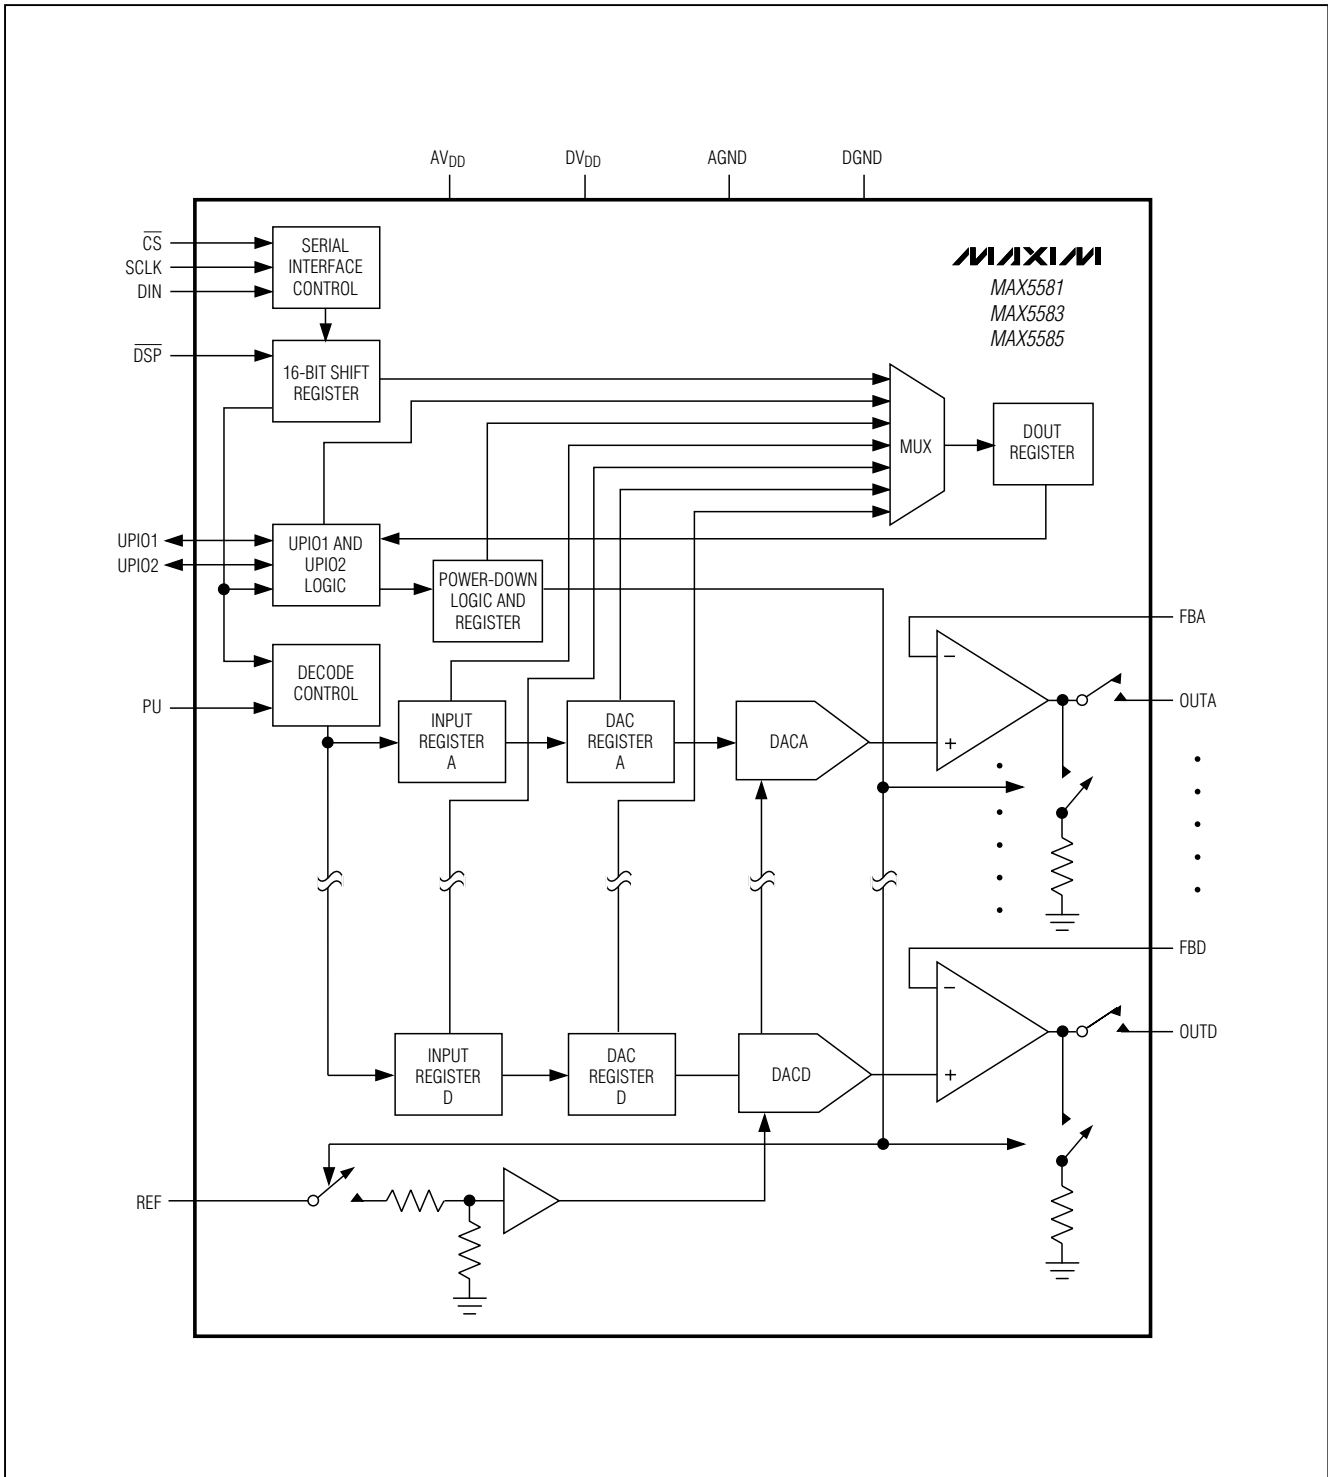 AVDD DVDD AGND DGND
CS
SCLK
DIN
SERIAL
INTERFACE
CONTROL
MAXIM
MAX5581
MAX5583
MAX5585
DSP
16-BIT SHIFT
REGISTER
MUX
DOUT
REGISTER
UPIO1
UPIO2
UPIO1 AND
UPIO2
LOGIC
POWER-DOWN
LOGIC AND
REGISTER
FBA
DECODE
CONTROL
PU
INPUT
REGISTER
A
DAC
REGISTER
A
DACA
−
+
OUTA
FBD
INPUT
REGISTER
D
DAC
REGISTER
D
DACD
−
+
OUTD
REF